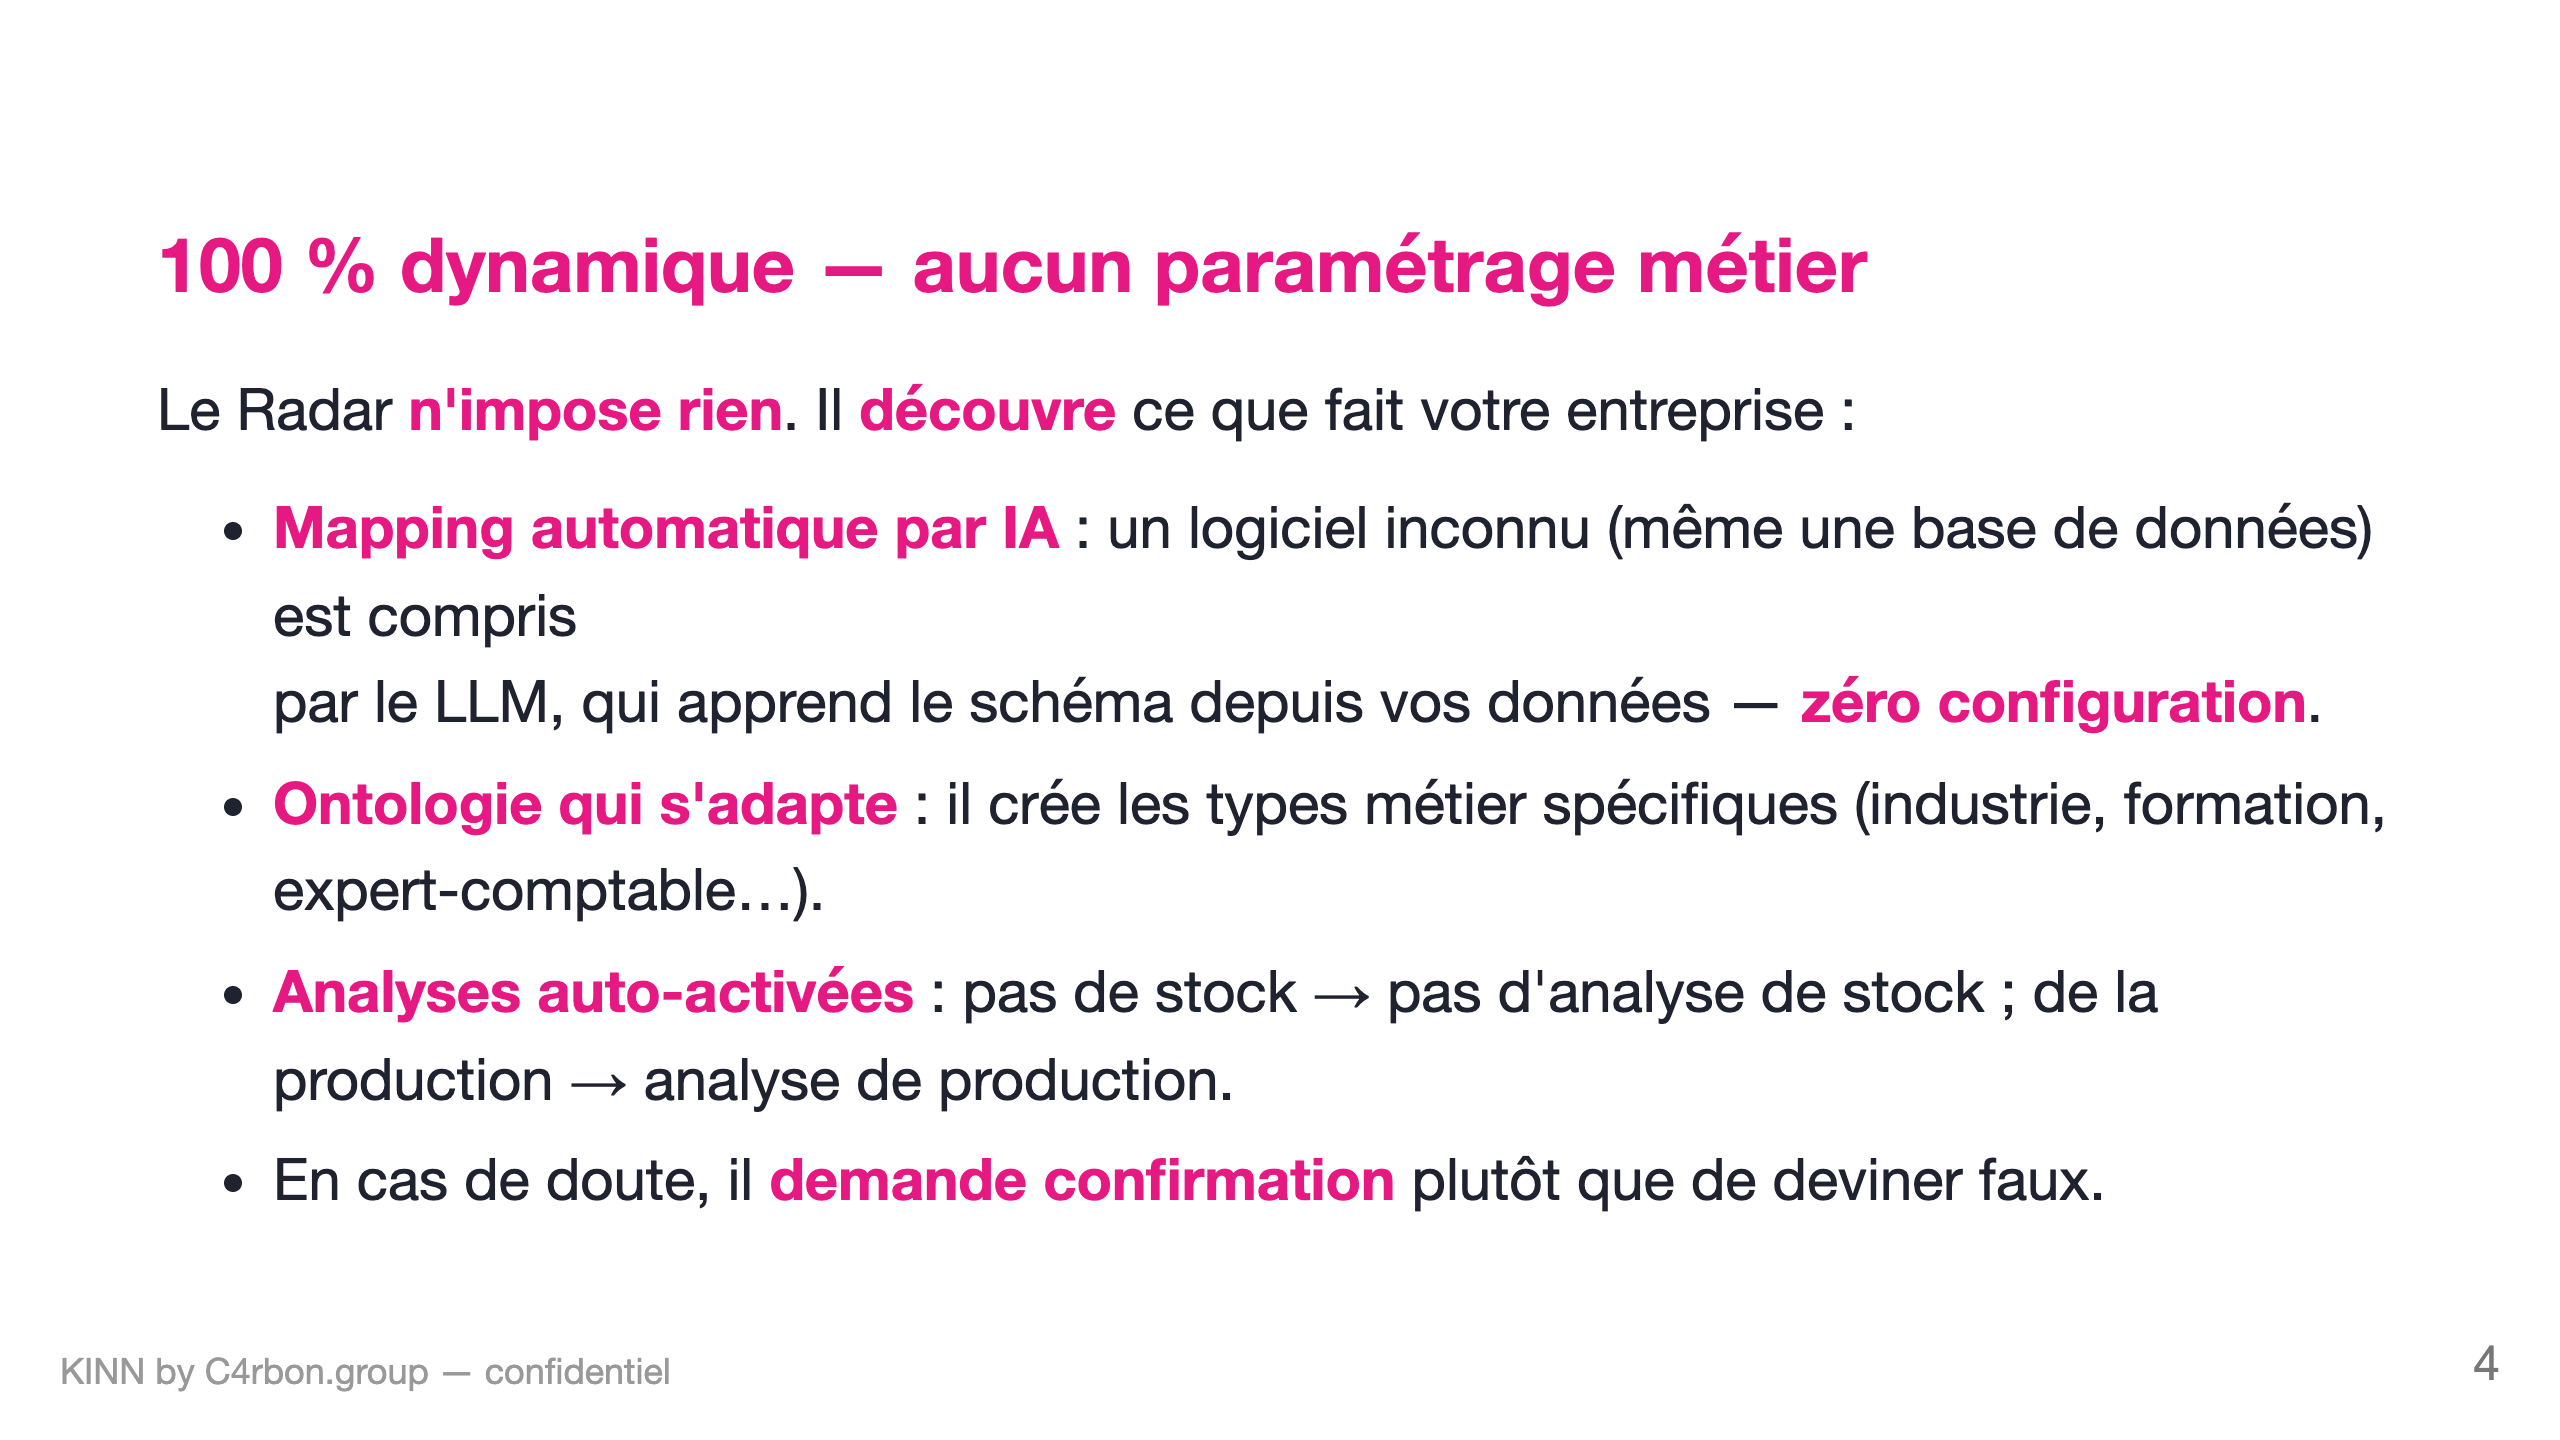 100 % dynamique — aucun paramétrage métier
Le Radar n'impose rien. Il découvre ce que fait votre entreprise :
• Mapping automatique par IA : un logiciel inconnu (même une base de données)
est compris
par le LLM, qui apprend le schéma depuis vos données — zéro configuration.
• Ontologie qui s'adapte : il crée les types métier spécifiques (industrie, formation,
expert-comptable…).
• Analyses auto-activées : pas de stock → pas d'analyse de stock ; de la
production → analyse de production.
• En cas de doute, il demande confirmation plutôt que de deviner faux.
KINN by C4rbon.group — confidentiel
4